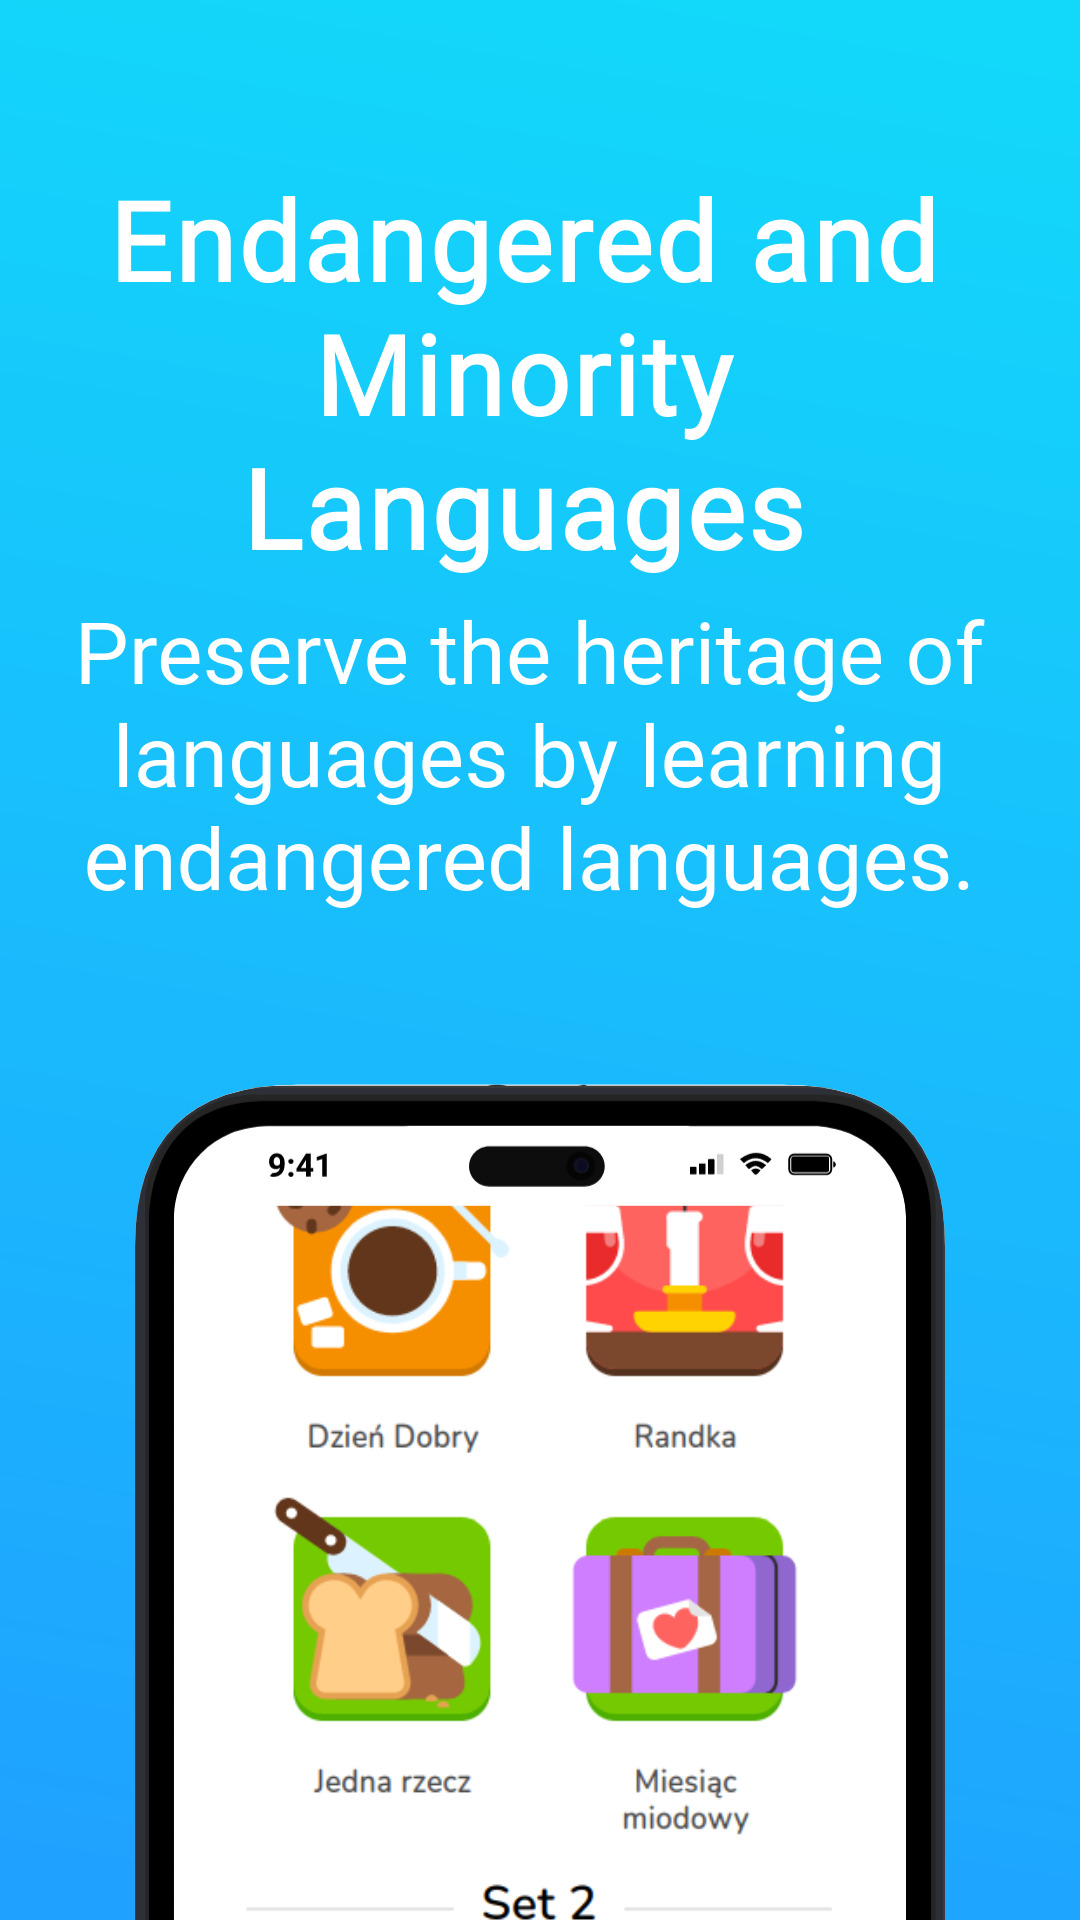 Endangered and
Minority
Languages
Preserve the heritage of
languages by learning
endangered languages.
9:41
Dzień Dobry
Randka
Jedna rzecz
Miesiąc
miodowy
Set 2